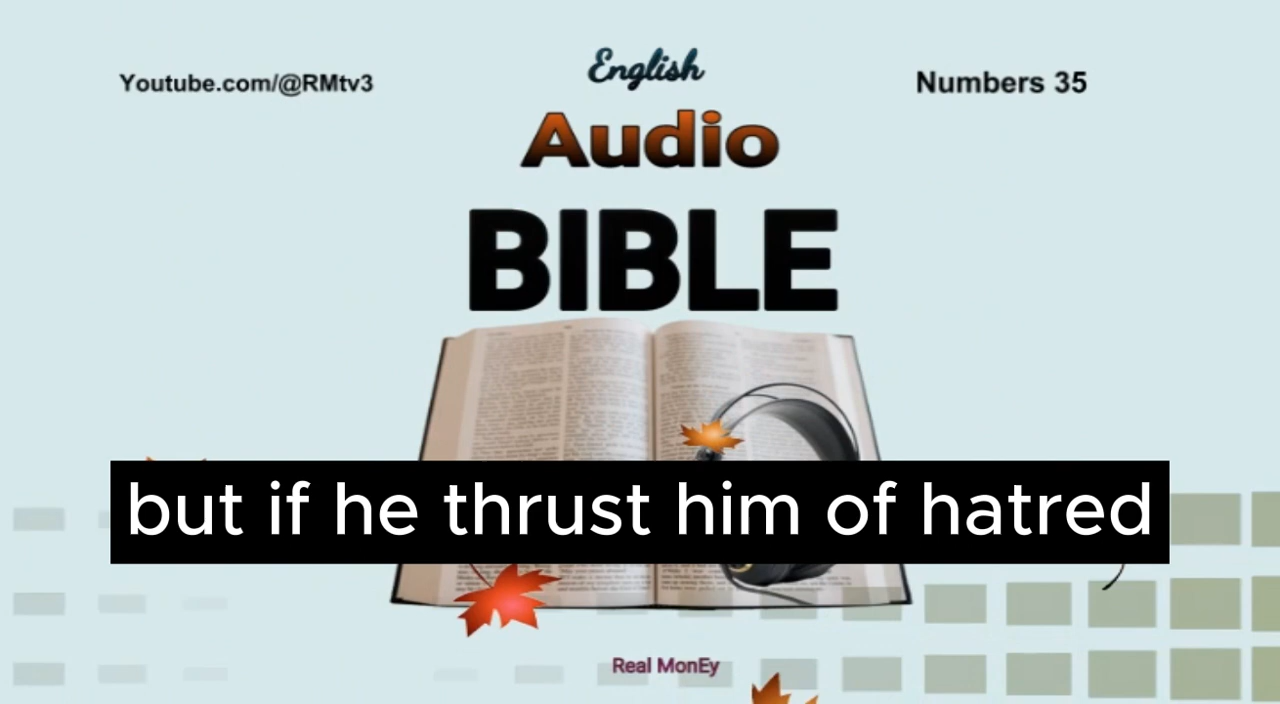 Youtube.com/@RMtv3
English
Numbers 35
Audio
BIBLE
but if he thrust him of hatred
Real MonEy